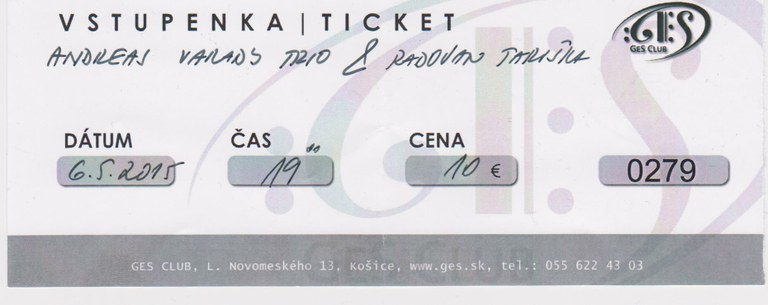 VSTUPENKA | TICKET
GES CLUB
ANDREAS VARADY TRIO & RADOVAN TARIŠKA
DÁTUM ČAS CENA
6.5.2015 19⁰⁰ 10 € 0279
GES CLUB
GES CLUB, L. Novomeského 13, Košice, www.ges.sk, tel.: 055 622 43 03